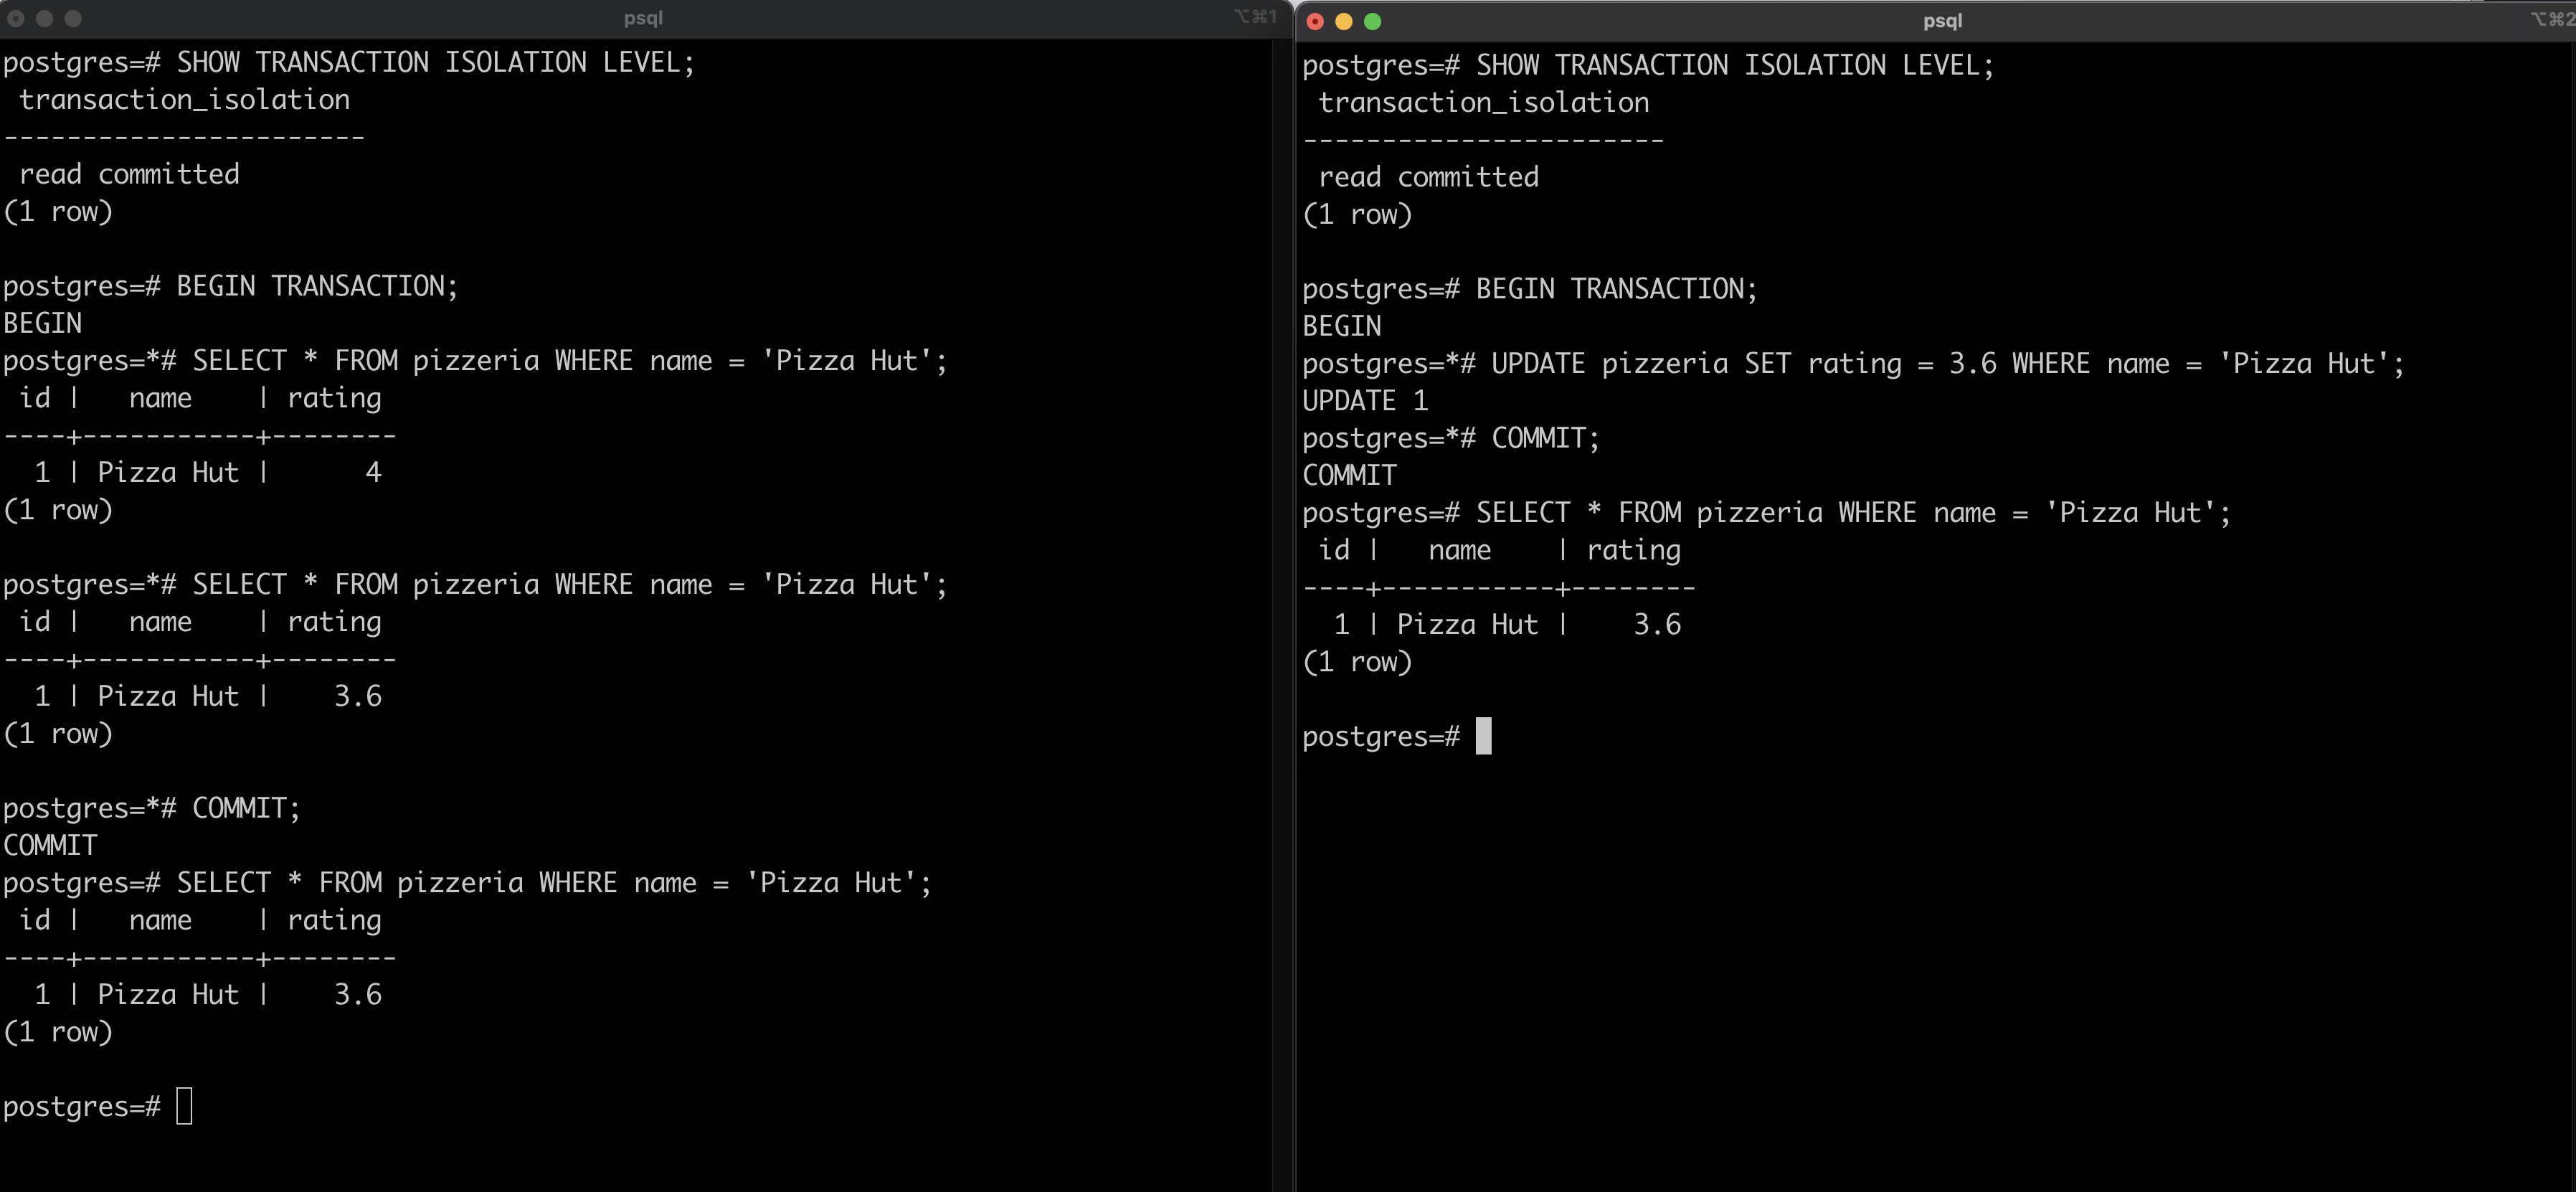 psql
⌥⌘1
postgres=# SHOW TRANSACTION ISOLATION LEVEL;
 transaction_isolation
-----------------------
 read committed
(1 row)

postgres=# BEGIN TRANSACTION;
BEGIN
postgres=*# SELECT * FROM pizzeria WHERE name = 'Pizza Hut';
 id |   name    | rating
----+-----------+--------
  1 | Pizza Hut |      4
(1 row)

postgres=*# SELECT * FROM pizzeria WHERE name = 'Pizza Hut';
 id |   name    | rating
----+-----------+--------
  1 | Pizza Hut |    3.6
(1 row)

postgres=*# COMMIT;
COMMIT
postgres=# SELECT * FROM pizzeria WHERE name = 'Pizza Hut';
 id |   name    | rating
----+-----------+--------
  1 | Pizza Hut |    3.6
(1 row)

postgres=#
psql
⌥⌘2
postgres=# SHOW TRANSACTION ISOLATION LEVEL;
 transaction_isolation
-----------------------
 read committed
(1 row)

postgres=# BEGIN TRANSACTION;
BEGIN
postgres=*# UPDATE pizzeria SET rating = 3.6 WHERE name = 'Pizza Hut';
UPDATE 1
postgres=*# COMMIT;
COMMIT
postgres=# SELECT * FROM pizzeria WHERE name = 'Pizza Hut';
 id |   name    | rating
----+-----------+--------
  1 | Pizza Hut |    3.6
(1 row)

postgres=#